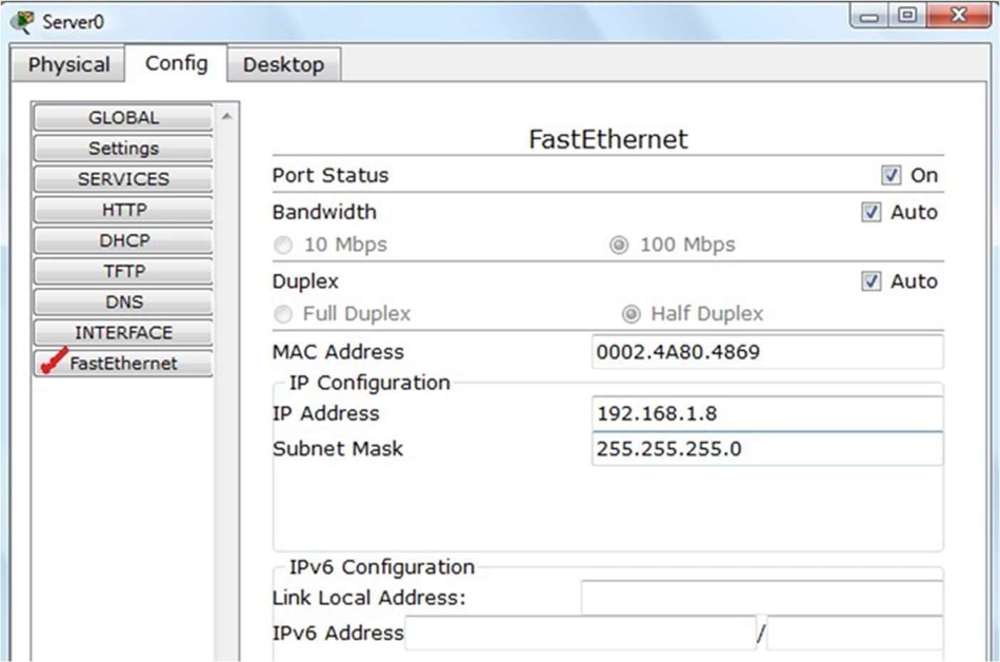 Server0
Physical Config Desktop
GLOBAL
Settings
SERVICES
HTTP
DHCP
TFTP
DNS
INTERFACE
FastEthernet
FastEthernet
Port Status On
Bandwidth Auto
10 Mbps 100 Mbps
Duplex Auto
Full Duplex Half Duplex
MAC Address 0002.4A80.4869
IP Configuration
IP Address 192.168.1.8
Subnet Mask 255.255.255.0
IPv6 Configuration
Link Local Address:
IPv6 Address /